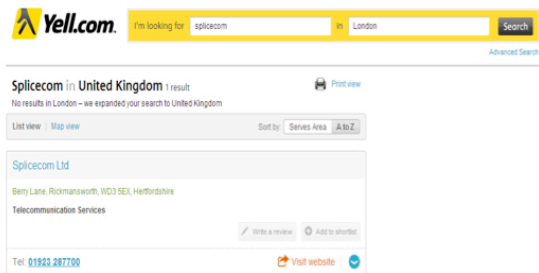 Yell.com.
I'm looking for splicecom in London Search
Advanced Search
Splicecom in United Kingdom 1 result
Print view
No results in London – we expanded your search to United Kingdom
List view | Map view Sort by: Serves Area A to Z
Splicecom Ltd
Berry Lane, Rickmansworth, WD3 5EX, Hertfordshire
Telecommunication Services
Write a review Add to shortlist
Tel: 01923 287700 Visit website